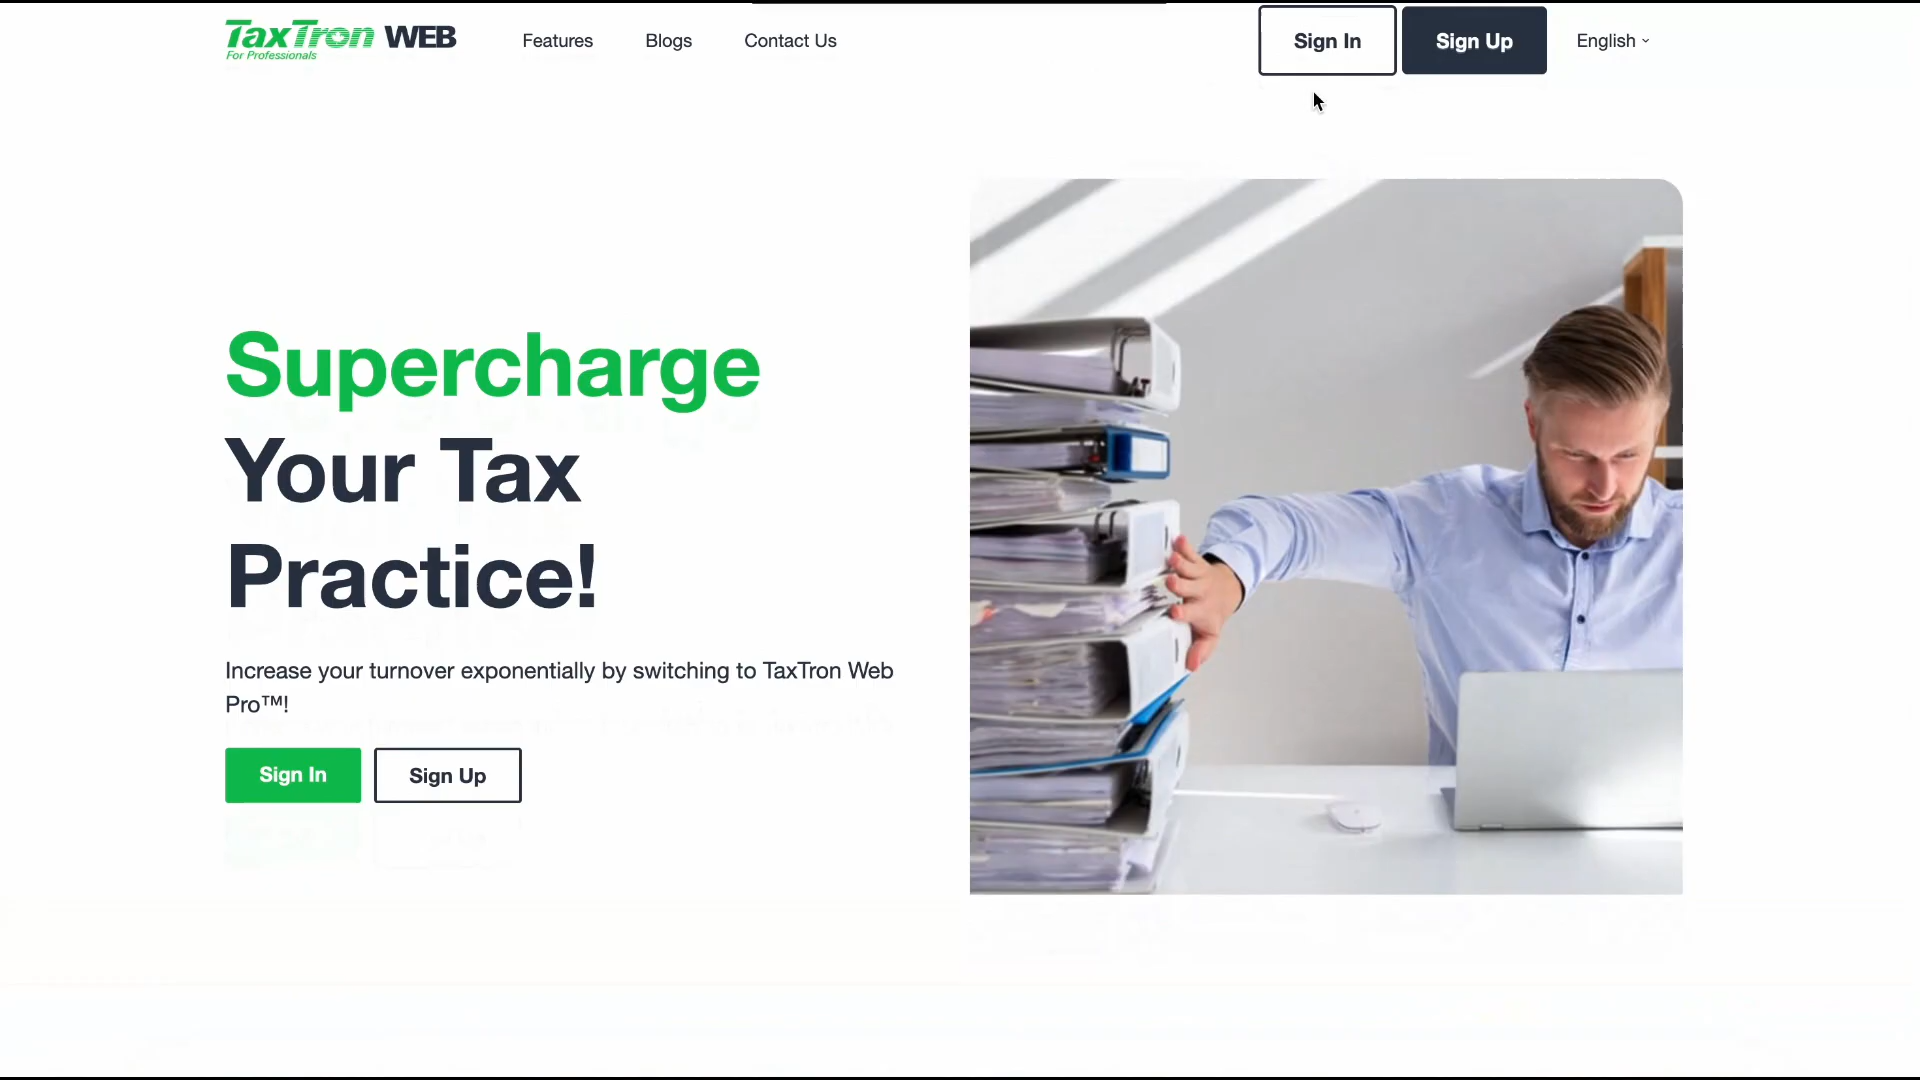 TaxTron WEB
For Professionals
Features
Blogs
Contact Us
Sign In
Sign Up
English
Supercharge
Your Tax
Practice!
Increase your turnover exponentially by switching to TaxTron Web
Pro™!
Sign In
Sign Up